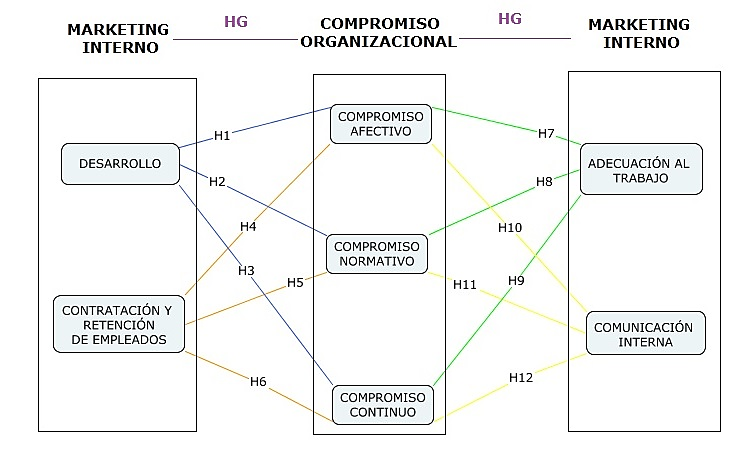 MARKETING
INTERNO
HG
COMPROMISO
ORGANIZACIONAL
HG
MARKETING
INTERNO
DESARROLLO
CONTRATACIÓN Y
RETENCIÓN
DE EMPLEADOS
H1
H2
H4
H3
H5
H6
COMPROMISO
AFECTIVO
COMPROMISO
NORMATIVO
COMPROMISO
CONTINUO
H7
H8
H10
H9
H11
H12
ADECUACIÓN AL
TRABAJO
COMUNICACIÓN
INTERNA